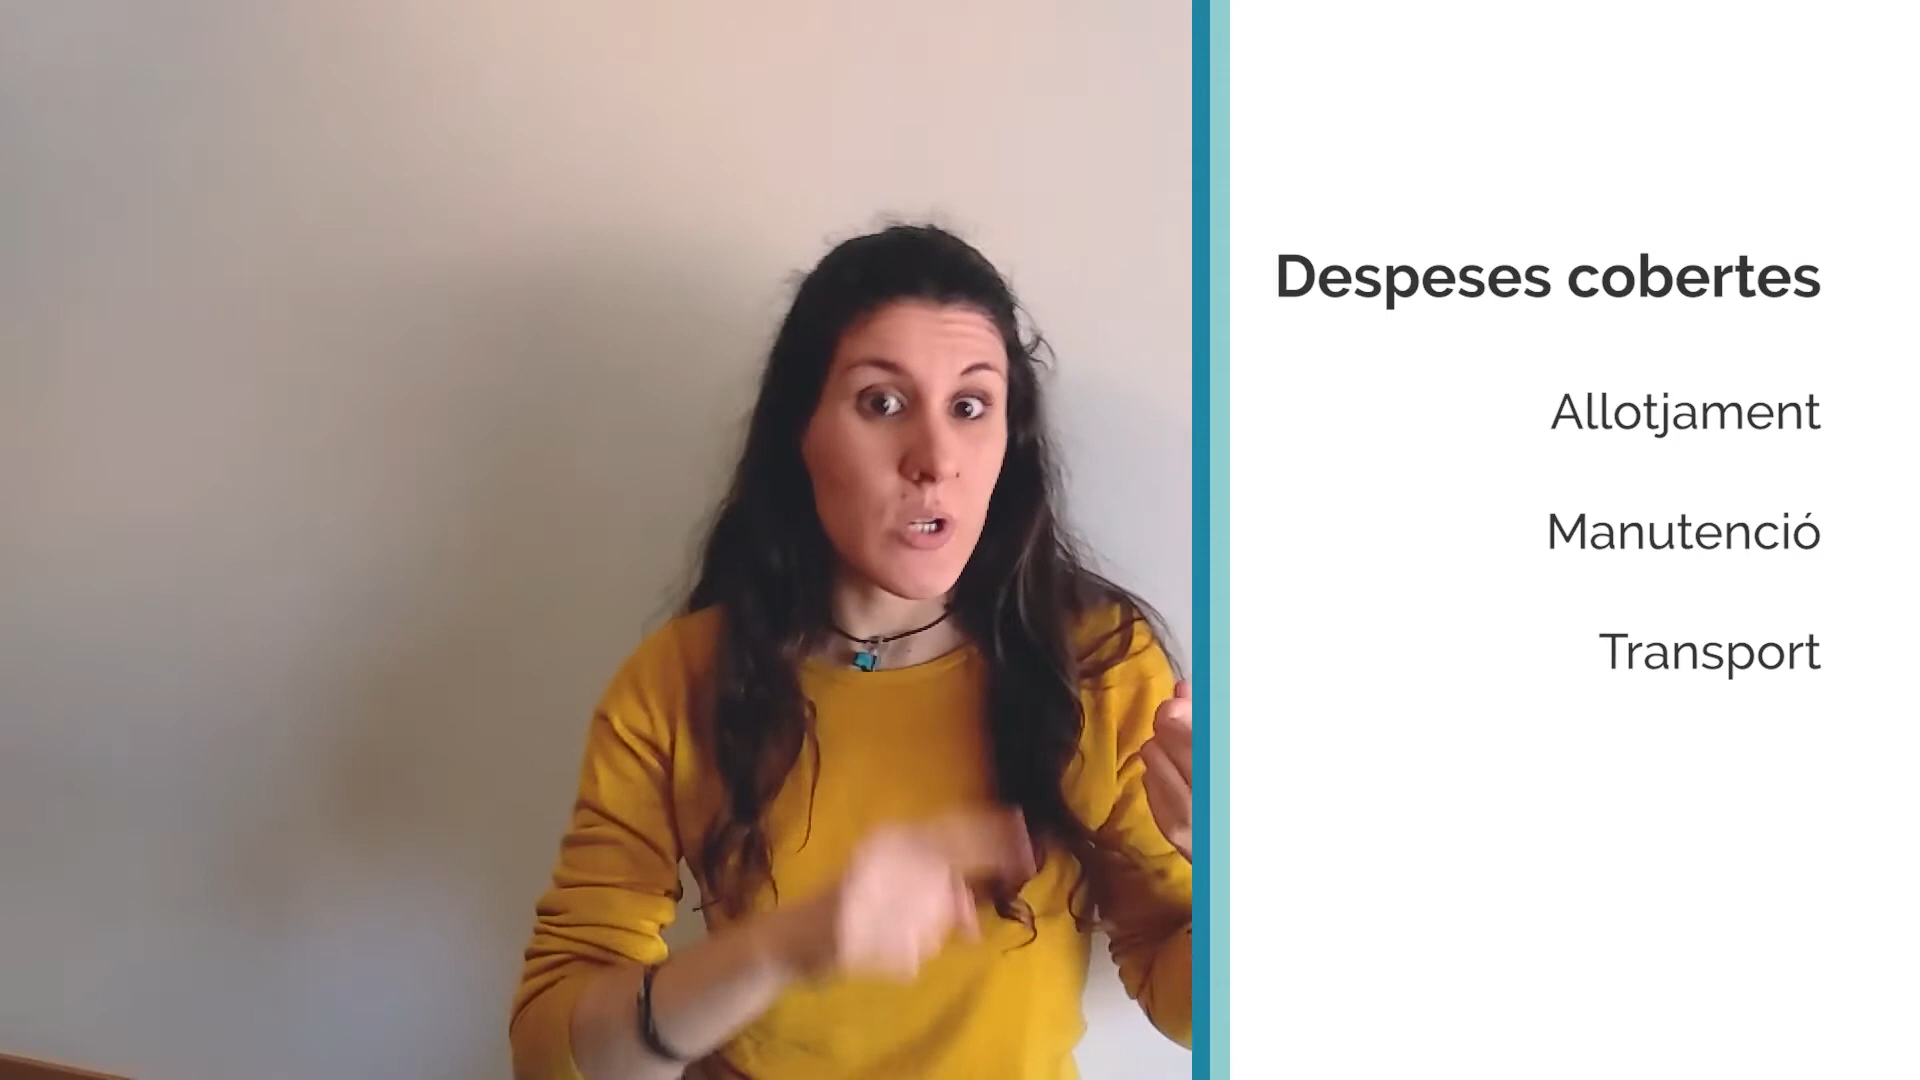 Despeses cobertes
Allotjament
Manutenció
Transport